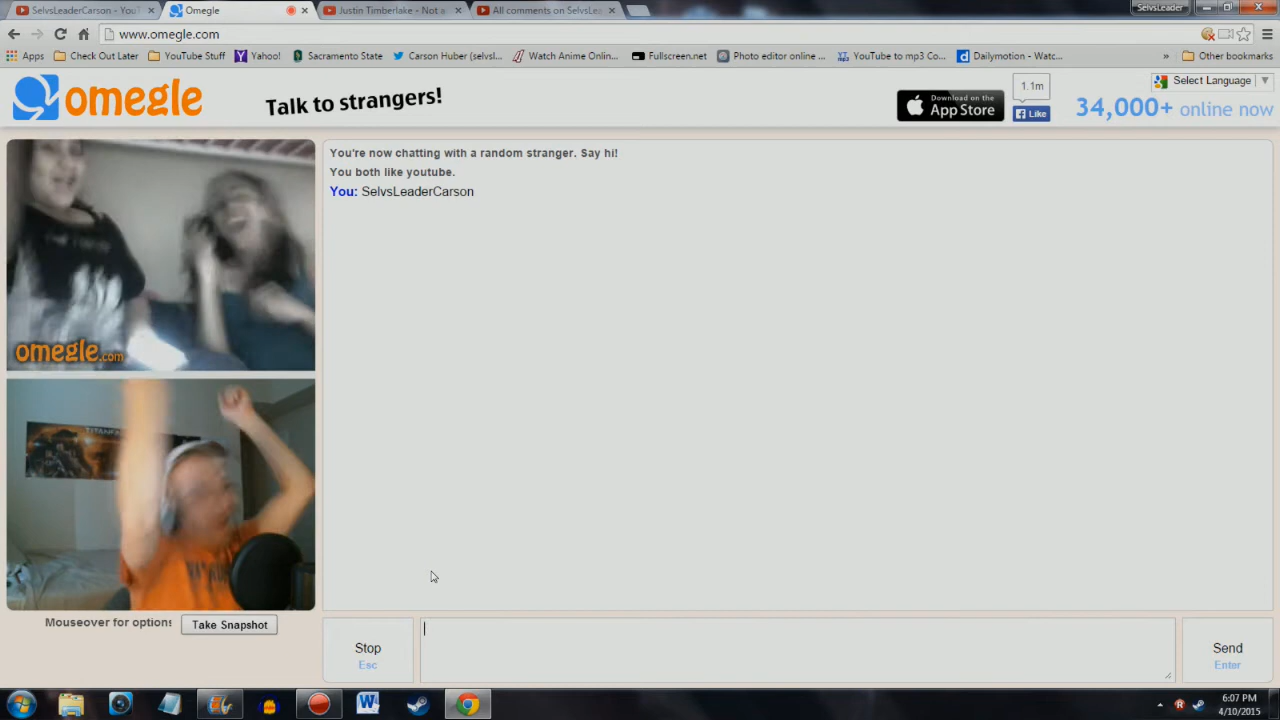 SelvsLeaderCarson - YouT
Omegle
Justin Timberlake - Not a
All comments on SelvsLea
SelvsLeader
www.omegle.com
Apps
Check Out Later
YouTube Stuff
Yahoo!
Sacramento State
Carson Huber (selvsl...
Watch Anime Online...
Fullscreen.net
Photo editor online ...
YouTube to mp3 Co...
Dailymotion - Watc...
»
Other bookmarks
omegle
Talk to strangers!
Download on the
App Store
1.1m
Like
Select Language
34,000+ online now
You're now chatting with a random stranger. Say hi!
You both like youtube.
You: SelvsLeaderCarson
omegle.com
Mouseover for options
Take Snapshot
Stop
Esc
Send
Enter
6:07 PM
4/10/2015